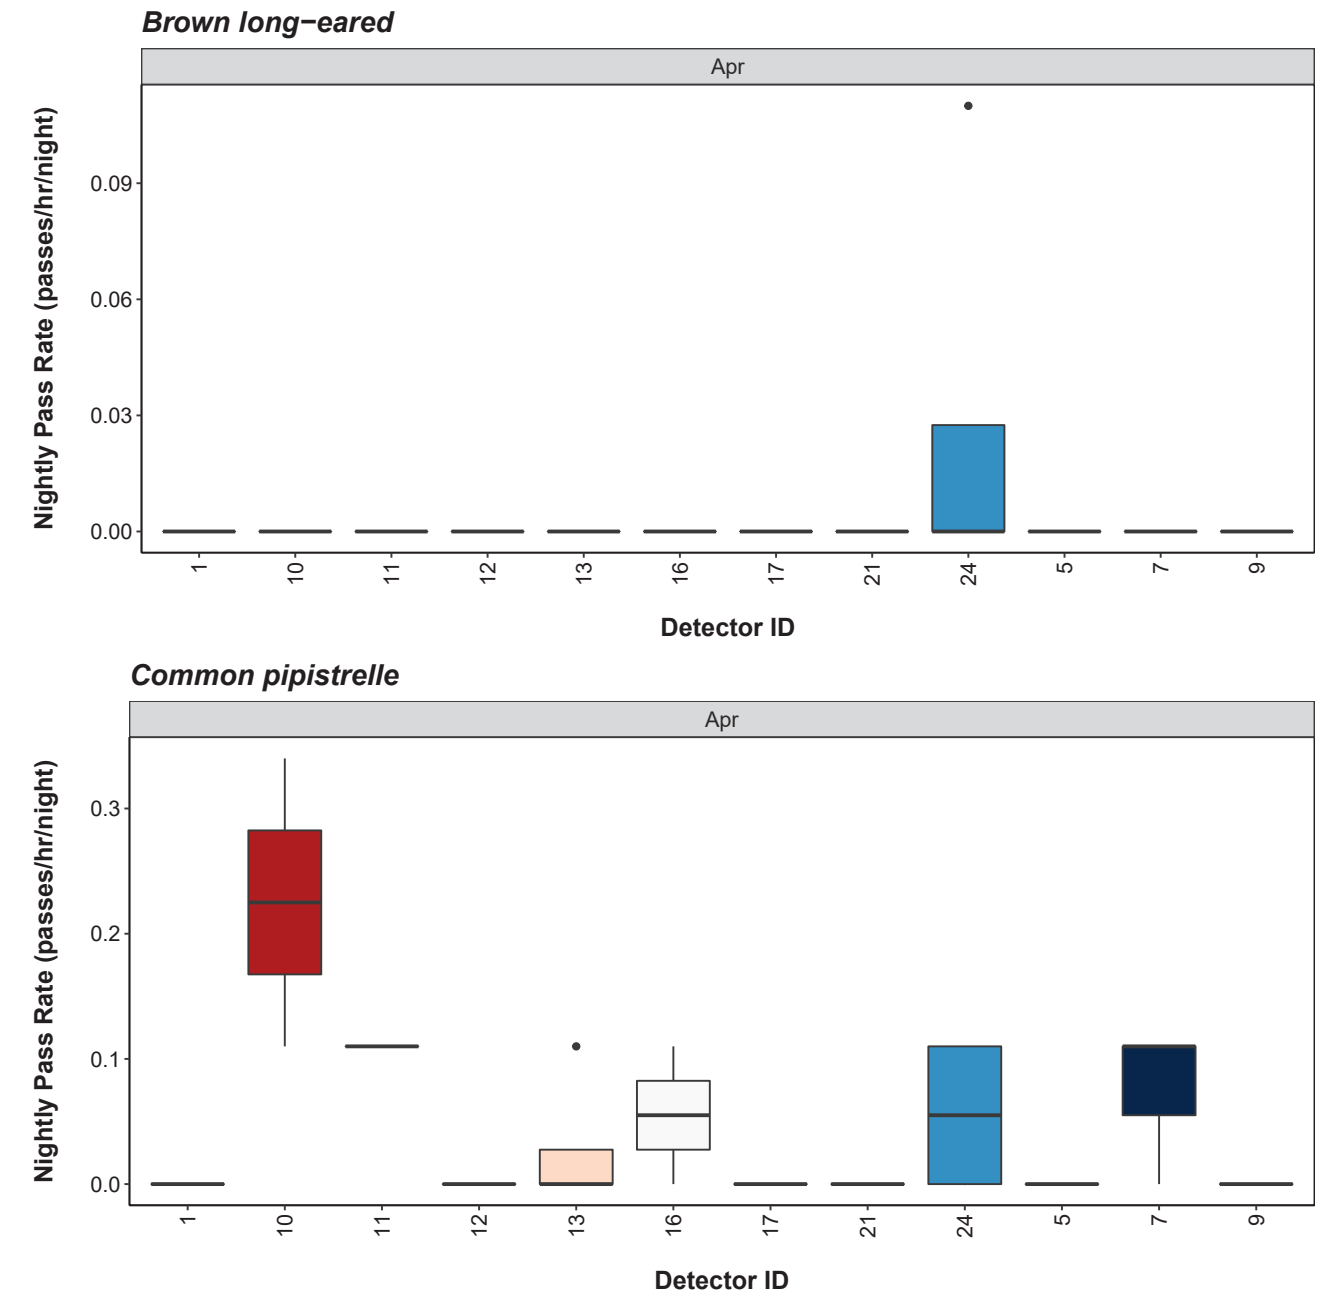 Brown long−eared
Apr
Nightly Pass Rate (passes/hr/night)
0.09
0.06
0.03
0.00
1 10 11 12 13 16 17 21 24 5 7 9
Detector ID
Common pipistrelle
Apr
Nightly Pass Rate (passes/hr/night)
0.3
0.2
0.1
0.0
1 10 11 12 13 16 17 21 24 5 7 9
Detector ID